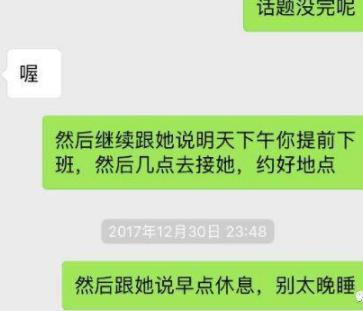 话题没完呢
喔
然后继续跟她说明天下午你提前下
班，然后几点去接她，约好地点
2017年12月30日 23:48
然后跟她说早点休息，别太晚睡